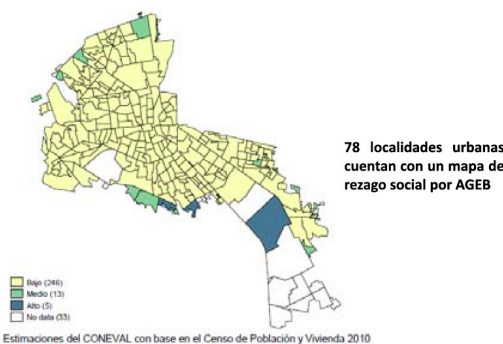 78 localidades urbanas
cuentan con un mapa de
rezago social por AGEB
Bajo (246)
Medio (13)
Alto (5)
No data (33)
Estimaciones del CONEVAL con base en el Censo de Población y Vivienda 2010